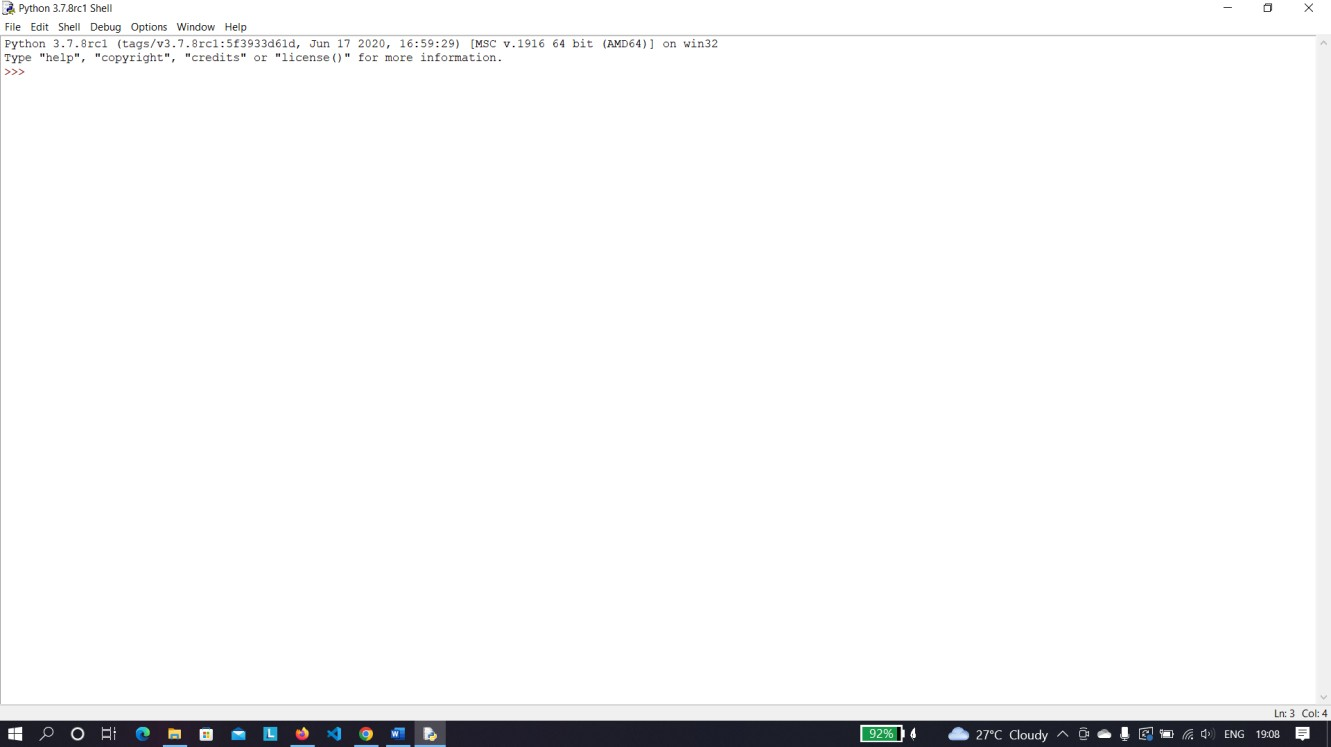 Python 3.7.8rc1 Shell
File Edit Shell Debug Options Window Help
Python 3.7.8rc1 (tags/v3.7.8rc1:5f3933d61d, Jun 17 2020, 16:59:29) [MSC v.1916 64 bit (AMD64)] on win32
Type "help", "copyright", "credits" or "license()" for more information.
>>>
Ln: 3 Col: 4
L W 92% 27°C Cloudy ENG 19:08